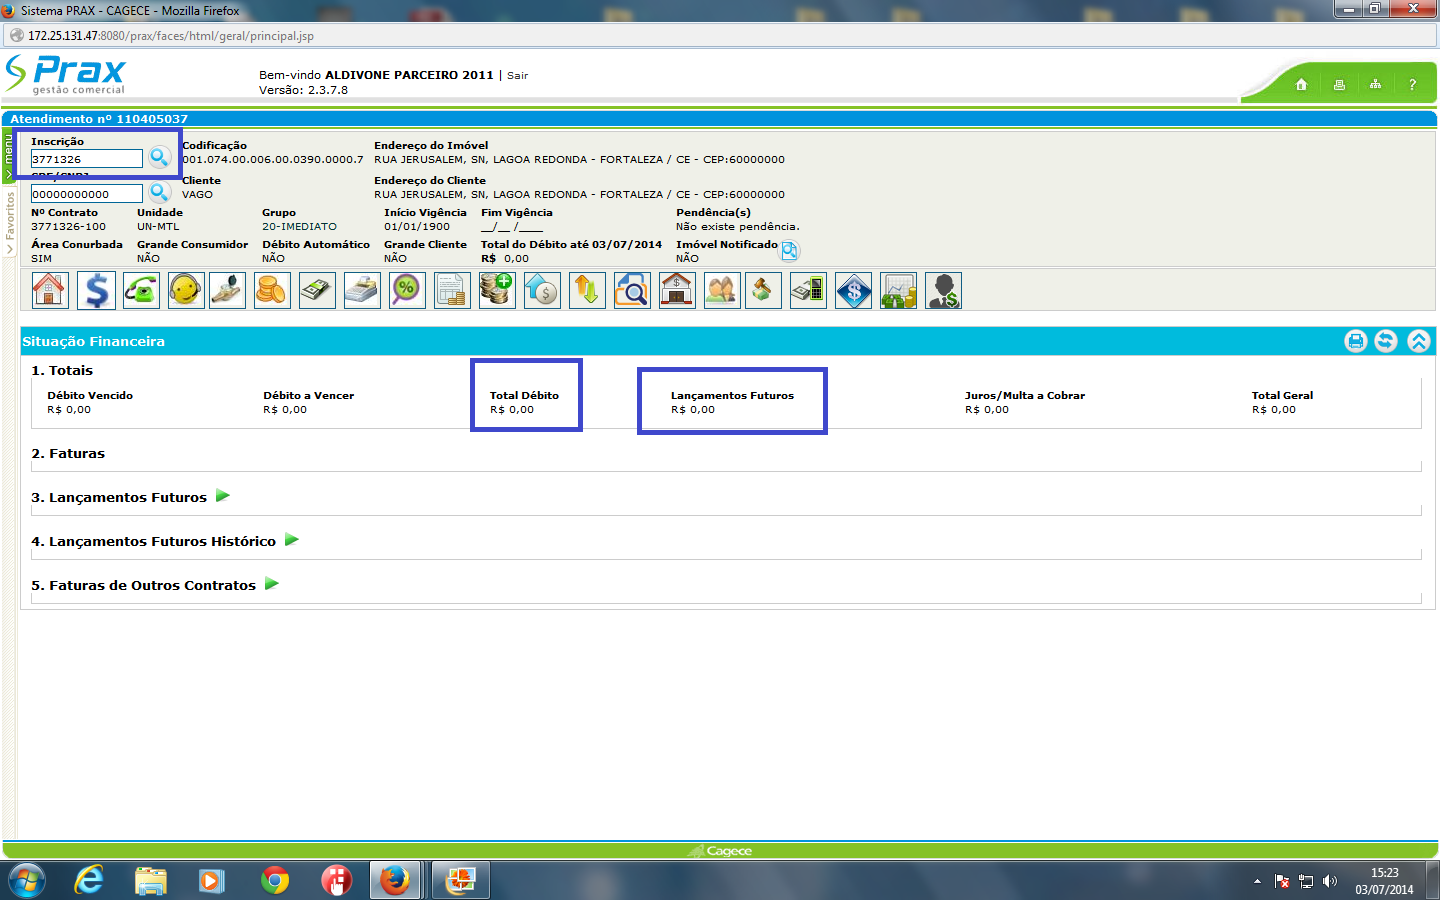 Sistema PRAX - CAGECE - Mozilla Firefox
172.25.131.47:8080/prax/faces/html/geral/principal.jsp
Prax
gestão comercial
Bem-vindo ALDIVONE PARCEIRO 2011 | Sair
Versão: 2.3.7.8
?
Atendimento nº 110405037
menu
Favoritos
Inscrição Codificação Endereço do Imóvel
3771326 001.074.00.006.00.0390.0000.7 RUA JERUSALEM, SN, LAGOA REDONDA - FORTALEZA / CE - CEP:60000000
CPF/CNPJ Cliente Endereço do Cliente
00000000000 VAGO RUA JERUSALEM, SN, LAGOA REDONDA - FORTALEZA / CE - CEP:60000000
Nº Contrato Unidade Grupo Início Vigência Fim Vigência Pendência(s)
3771326-100 UN-MTL 20-IMEDIATO 01/01/1900 __/__ /____ Não existe pendência.
Área Conurbada Grande Consumidor Débito Automático Grande Cliente Total do Débito até 03/07/2014 Imóvel Notificado
SIM NÃO NÃO NÃO R$ 0,00 NÃO
Situação Financeira
1. Totais
Débito Vencido Débito a Vencer Total Débito Lançamentos Futuros Juros/Multa a Cobrar Total Geral
R$ 0,00 R$ 0,00 R$ 0,00 R$ 0,00 R$ 0,00 R$ 0,00
2. Faturas
3. Lançamentos Futuros
4. Lançamentos Futuros Histórico
5. Faturas de Outros Contratos
Cagece
15:23
03/07/2014